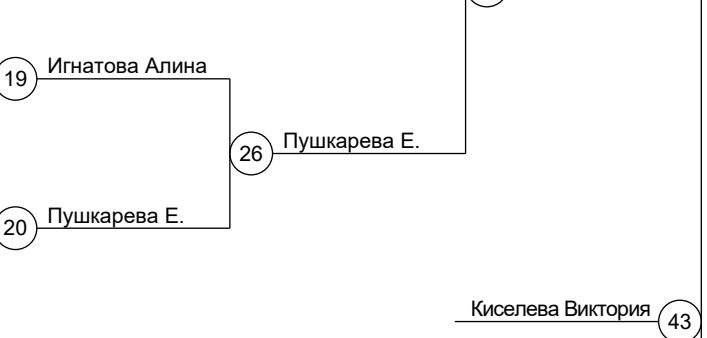 19 Игнатова Алина
26 Пушкарева Е.
20 Пушкарева Е.
Киселева Виктория 43